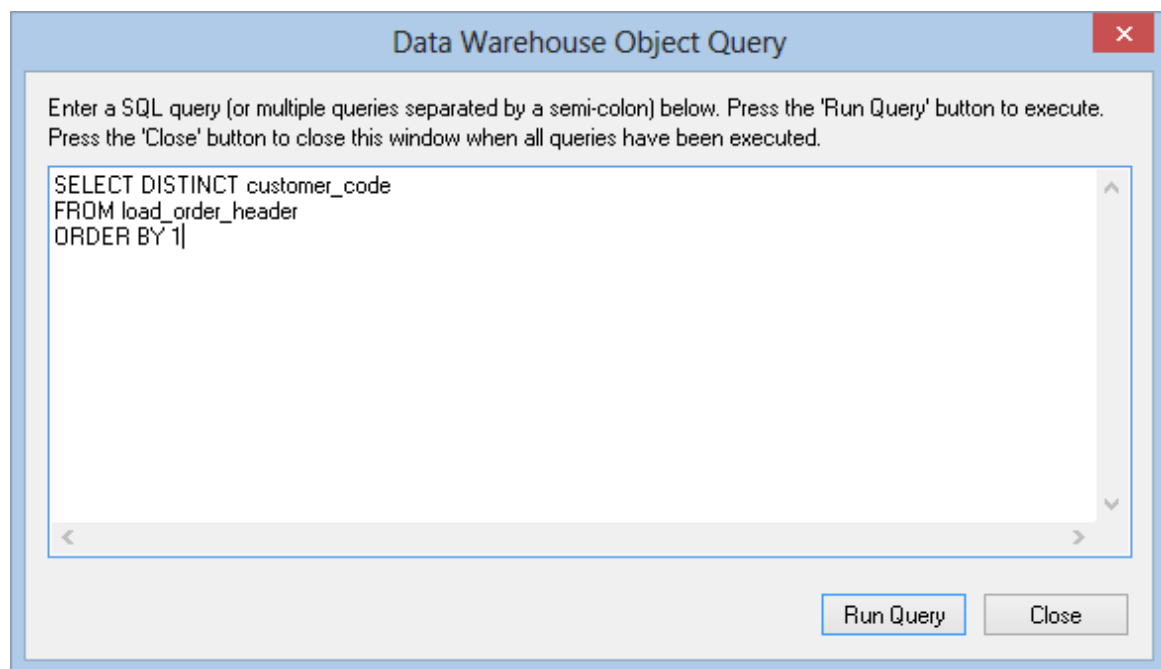 Data Warehouse Object Query
Enter a SQL query (or multiple queries separated by a semi-colon) below. Press the 'Run Query' button to execute.
Press the 'Close' button to close this window when all queries have been executed.
SELECT DISTINCT customer_code
FROM load_order_header
ORDER BY 1
Run Query
Close